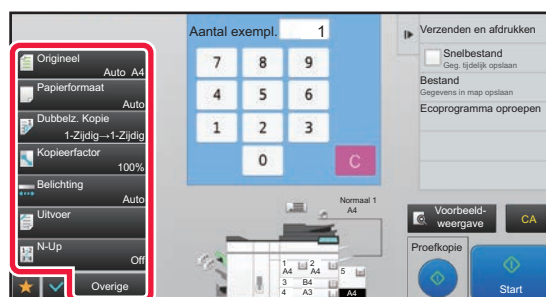 Origineel
Auto A4
Papierformaat
Auto
Dubbelz. Kopie
1-Zijdig→1-Zijdig
Kopieerfactor
100%
Belichting
Auto
Uitvoer
N-Up
Off
Overige
Aantal exempl. 1
7 8 9
4 5 6
1 2 3
0 C
Normaal 1
A4
1 2
A4 A4 5
3 B4
4 A3 A4
Verzenden en afdrukken
Snelbestand
Geg. tijdelijk opslaan
Bestand
Gegevens in map opslaan
Ecoprogramma oproepen
Voorbeeld-
weergave
CA
Proefkopie
Start